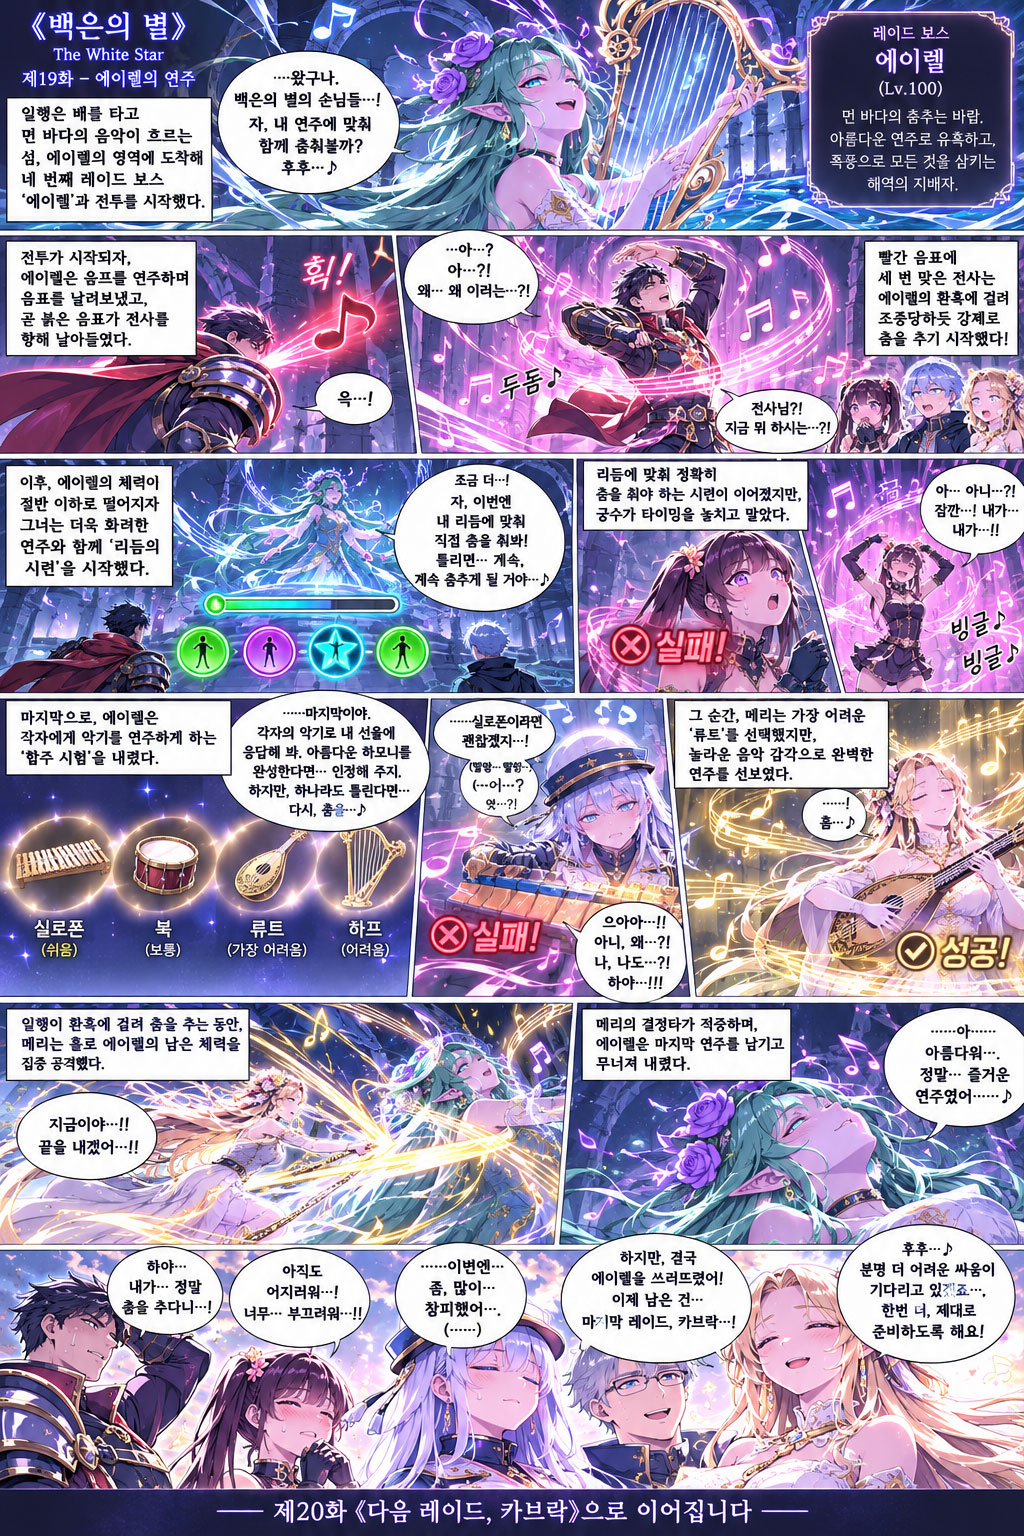 《백은의 별》
The White Star
제19화 – 에이렐의 연주
일행은 배를 타고
먼 바다의 음악이 흐르는
섬, 에이렐의 영역에 도착해
네 번째 레이드 보스
‘에이렐’과 전투를 시작했다.
····왔구나.
백은의 별의 손님들···!
자, 내 연주에 맞춰
함께 춤춰볼까?
후후···♪
레이드 보스
에이렐
(Lv.100)
먼 바다의 춤추는 바람.
아름다운 연주로 유혹하고,
폭풍으로 모든 것을 삼키는
해역의 지배자.
전투가 시작되자,
에이렐은 음프를 연주하며
음표를 날려보냈고,
곧 붉은 음표가 전사를
향해 날아들었다.
휙!
윽···!
···아···?
아···?!
왜··· 왜 이러는···?!
두둠♪
빨간 음표에
세 번 맞은 전사는
에이렐의 환혹에 걸려
조종당하듯 강제로
춤을 추기 시작했다!
전사님?!
지금 뭐 하시는···?!
이후, 에이렐의 체력이
절반 이하로 떨어지자
그녀는 더욱 화려한
연주와 함께 ‘리듬의
시련’을 시작했다.
조금 더···!
자, 이번엔
내 리듬에 맞춰
직접 춤을 춰봐!
틀리면··· 계속,
계속 춤추게 될 거야···♪
리듬에 맞춰 정확히
춤을 춰야 하는 시련이 이어졌지만,
궁수가 타이밍을 놓치고 말았다.
실패!
아··· 아니···?!
잠깐···! 내가···
내가···!!
빙글♪
빙글♪
마지막으로, 에이렐은
각자에게 악기를 연주하게 하는
‘합주 시험’을 내렸다.
······마지막이야.
각자의 악기로 내 선율에
응답해 봐. 아름다운 하모니를
완성한다면··· 인정해 주지.
하지만, 하나라도 틀린다면···
다시, 춤을···♪
실로폰
(쉬움)
북
(보통)
류트
(가장 어려움)
하프
(어려움)
······실로폰이라면
괜찮겠지···!
(···어···?
엇···?!
실패!
으아아···!!
아니, 왜···?!
나, 나도···?!
하야···!!!
그 순간, 메리는 가장 어려운
‘류트’를 선택했지만,
놀라운 음악 감각으로 완벽한
연주를 선보였다.
······!
흠···♪
성공!
일행이 환혹에 걸려 춤을 추는 동안,
메리는 홀로 에이렐의 남은 체력을
집중 공격했다.
지금이야···!!
끝을 내겠어···!!
메리의 결정타가 적중하며,
에이렐은 마지막 연주를 남기고
무너져 내렸다.
······아······
아름다워···.
정말··· 즐거운
연주였어······♪
하야···
내가··· 정말
춤을 추다니···!
아직도
어지러워···!
너무··· 부끄러워···!!
······이번엔···
좀, 많이···
창피했어···.
(······)
하지만, 결국
에이렐을 쓰러뜨렸어!
이제 남은 건···
마지막 레이드, 카브락···!
후후···♪
분명 더 어려운 싸움이
기다리고 있겠죠···,
한번 더, 제대로
준비하도록 해요!
제20화 《다음 레이드, 카브락》으로 이어집니다